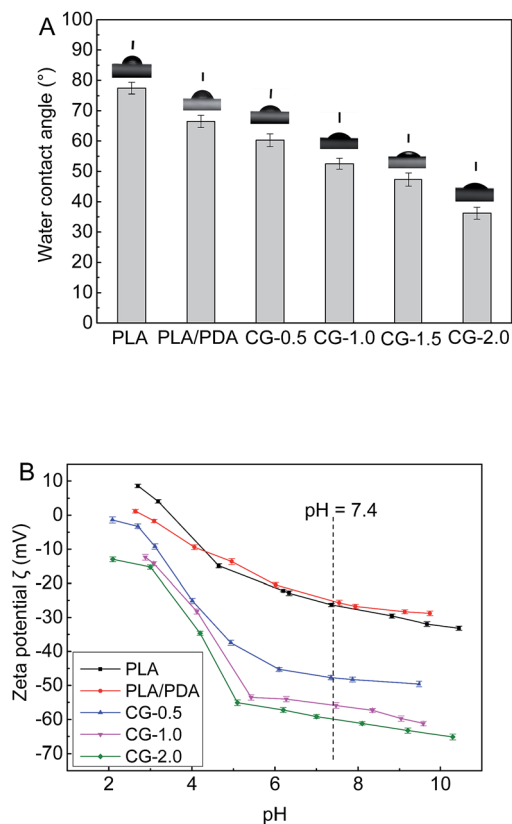 A
Water contact angle (°)
100
90
80
70
60
50
40
30
20
10
0
PLA PLA/PDA CG-0.5 CG-1.0 CG-1.5 CG-2.0
B
Zeta potential ζ (mV)
10
0
-10
-20
-30
-40
-50
-60
-70
pH = 7.4
PLA
PLA/PDA
CG-0.5
CG-1.0
CG-2.0
2 4 6 8 10
pH